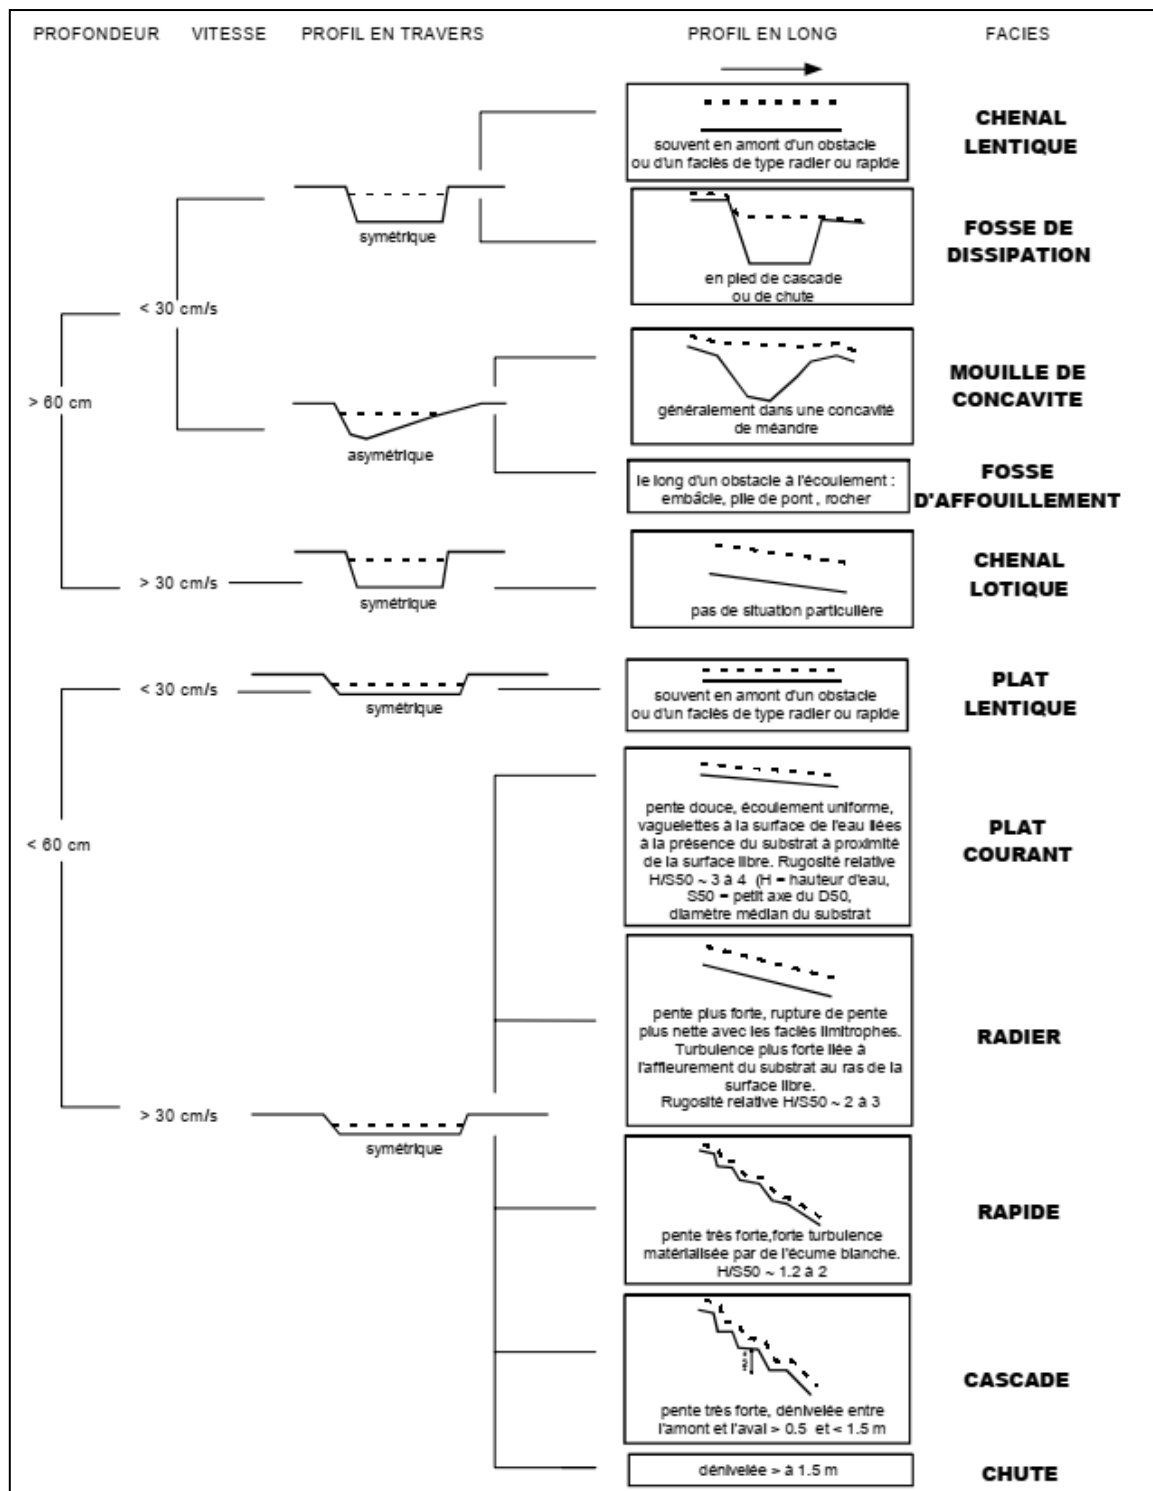 PROFONDEUR VITESSE PROFIL EN TRAVERS PROFIL EN LONG FACIES
souvent en amont d'un obstacle
ou d'un faciés de type radier ou rapide
CHENAL
LENTIQUE
symétrique
en pied de cascade
ou de chute
FOSSE DE
DISSIPATION
< 30 cm/s
> 60 cm
généralement dans une concavité
de méandre
MOUILLE DE
CONCAVITE
asymétrique
le long d'un obstacle à l'écoulement :
embâcle, pile de pont , rocher
FOSSE
D'AFFOUILLEMENT
> 30 cm/s
symétrique
pas de situation particulière
CHENAL
LOTIQUE
< 30 cm/s
symétrique
souvent en amont d'un obstacle
ou d'un faciés de type radier ou rapide
PLAT
LENTIQUE
< 60 cm
pente douce, écoulement uniforme,
vaguelettes à la surface de l'eau liées
à la présence du substrat à proximité
de la surface libre. Rugosité relative
H/S50 ~ 3 à 4 (H = hauteur d'eau,
S50 = petit axe du D50,
diamètre médian du substrat
PLAT
COURANT
pente plus forte, rupture de pente
plus nette avec les faciés limitrophes.
Turbulence plus forte liée à
l'affleurement du substrat au ras de la
surface libre.
Rugosité relative H/S50 ~ 2 à 3
RADIER
> 30 cm/s
symétrique
pente très forte,forte turbulence
matérialisée par de l'écume blanche.
H/S50 ~ 1.2 à 2
RAPIDE
pente très forte, dénivelée entre
l'amont et l'aval > 0.5 et < 1.5 m
CASCADE
dénivelée > à 1.5 m
CHUTE